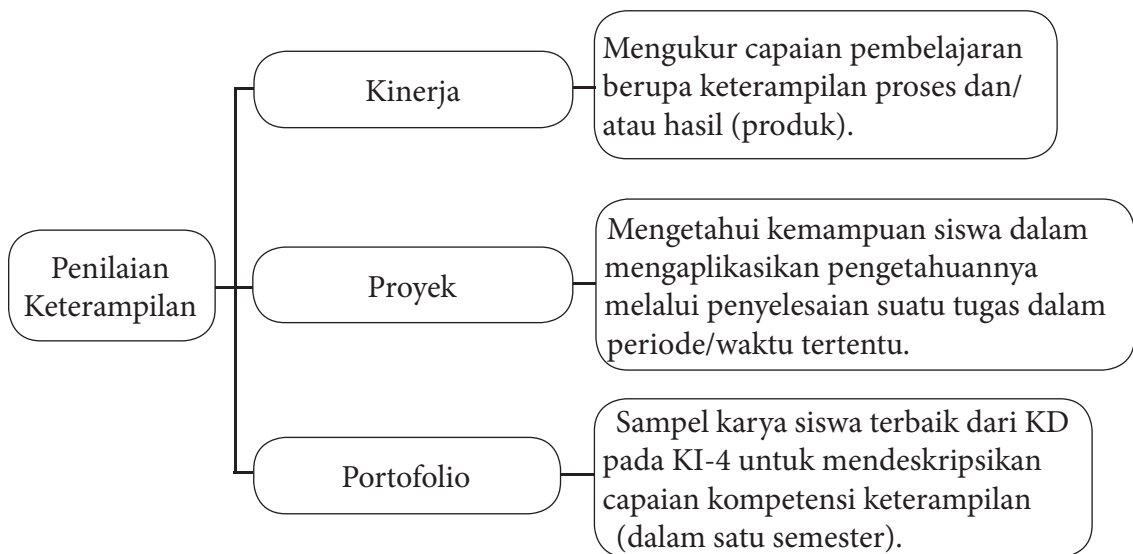 Kinerja
Mengukur capaian pembelajaran
berupa keterampilan proses dan/
atau hasil (produk).
Penilaian
Keterampilan
Proyek
Mengetahui kemampuan siswa dalam
mengaplikasikan pengetahuannya
melalui penyelesaian suatu tugas dalam
periode/waktu tertentu.
Portofolio
Sampel karya siswa terbaik dari KD
pada KI-4 untuk mendeskripsikan
capaian kompetensi keterampilan
(dalam satu semester).